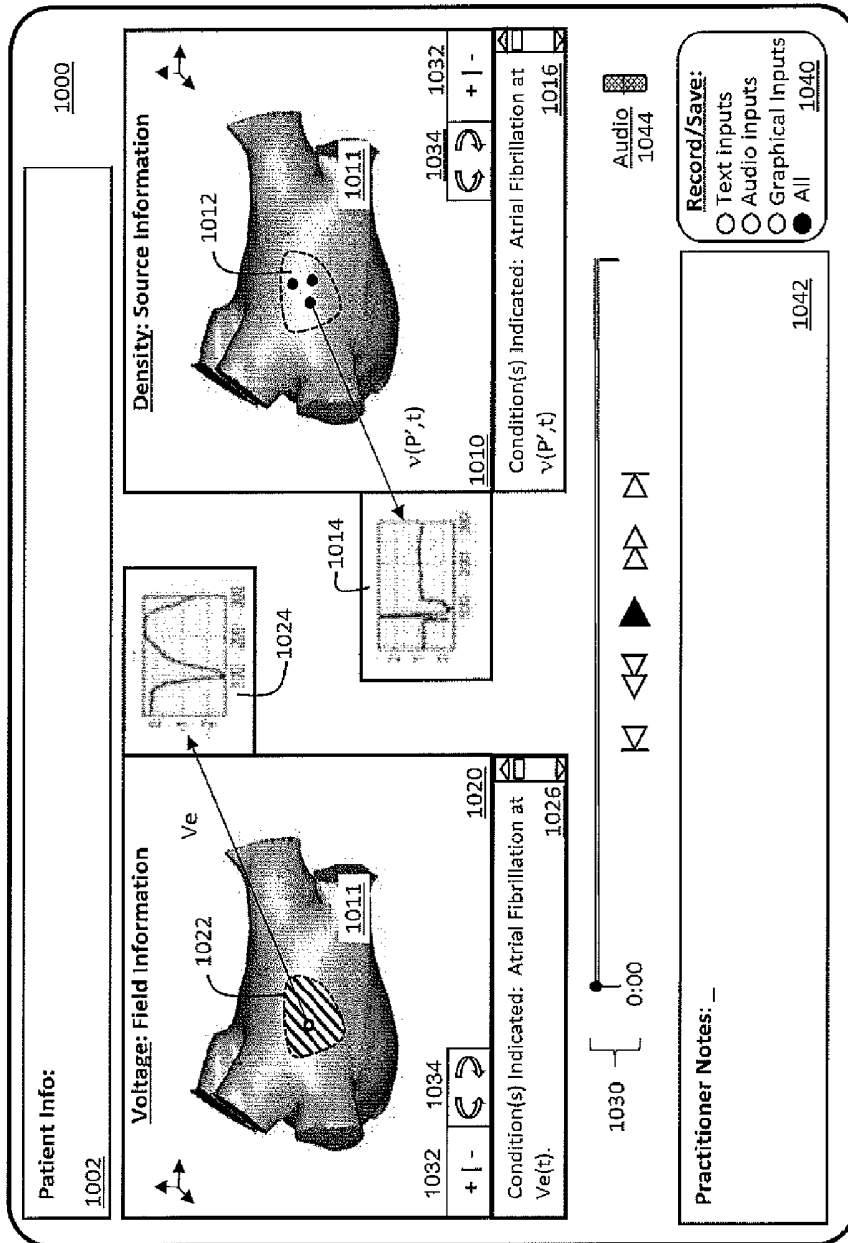 1000
Patient Info:
1002
Voltage: Field Information
1022
Ve
1011
1032
1034
+ | -
1020
Condition(s) Indicated: Atrial Fibrillation at
Ve(t).
1026
1024
1014
Density: Source Information
1012
1011
ν(P',t)
1010
1034
1032
+ | -
Condition(s) Indicated: Atrial Fibrillation at
ν(P',t)
1016
1030
0:00
Audio
1044
Practitioner Notes: _
1042
Record/Save:
Text Inputs
Audio inputs
Graphical Inputs
All
1040